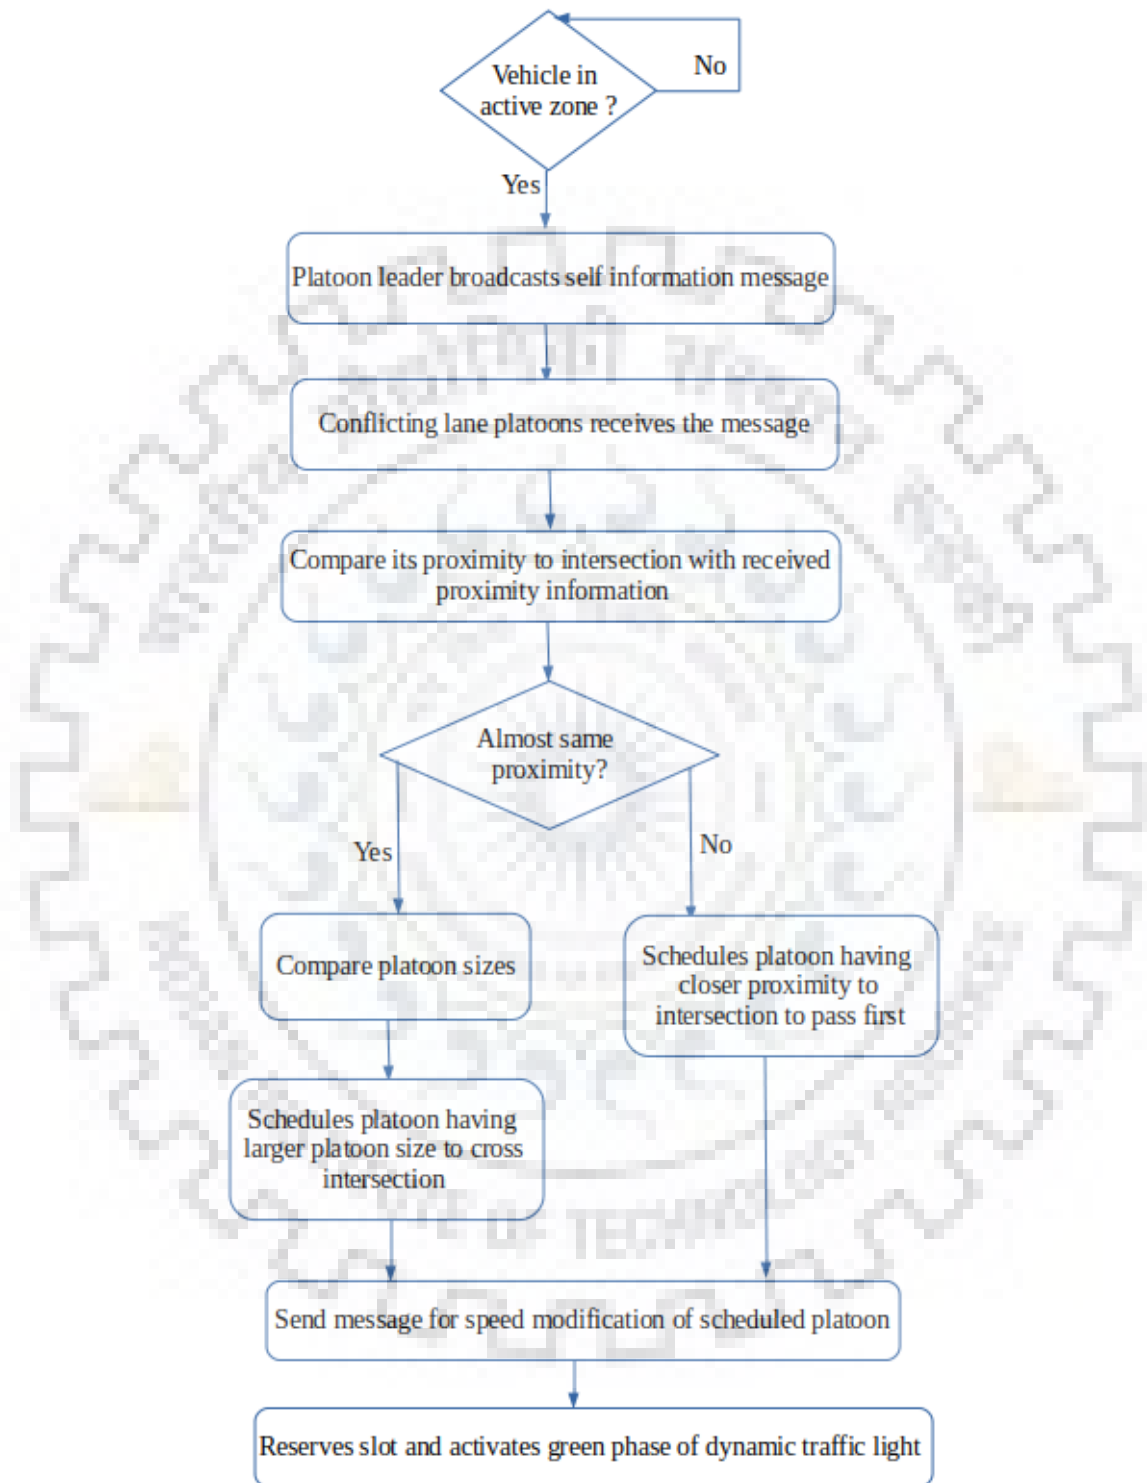 Vehicle in
active zone ?
No
Yes
Platoon leader broadcasts self information message
Conflicting lane platoons receives the message
Compare its proximity to intersection with received
proximity information
Almost same
proximity?
Yes
No
Compare platoon sizes
Schedules platoon having
closer proximity to
intersection to pass first
Schedules platoon having
larger platoon size to cross
intersection
Send message for speed modification of scheduled platoon
Reserves slot and activates green phase of dynamic traffic light